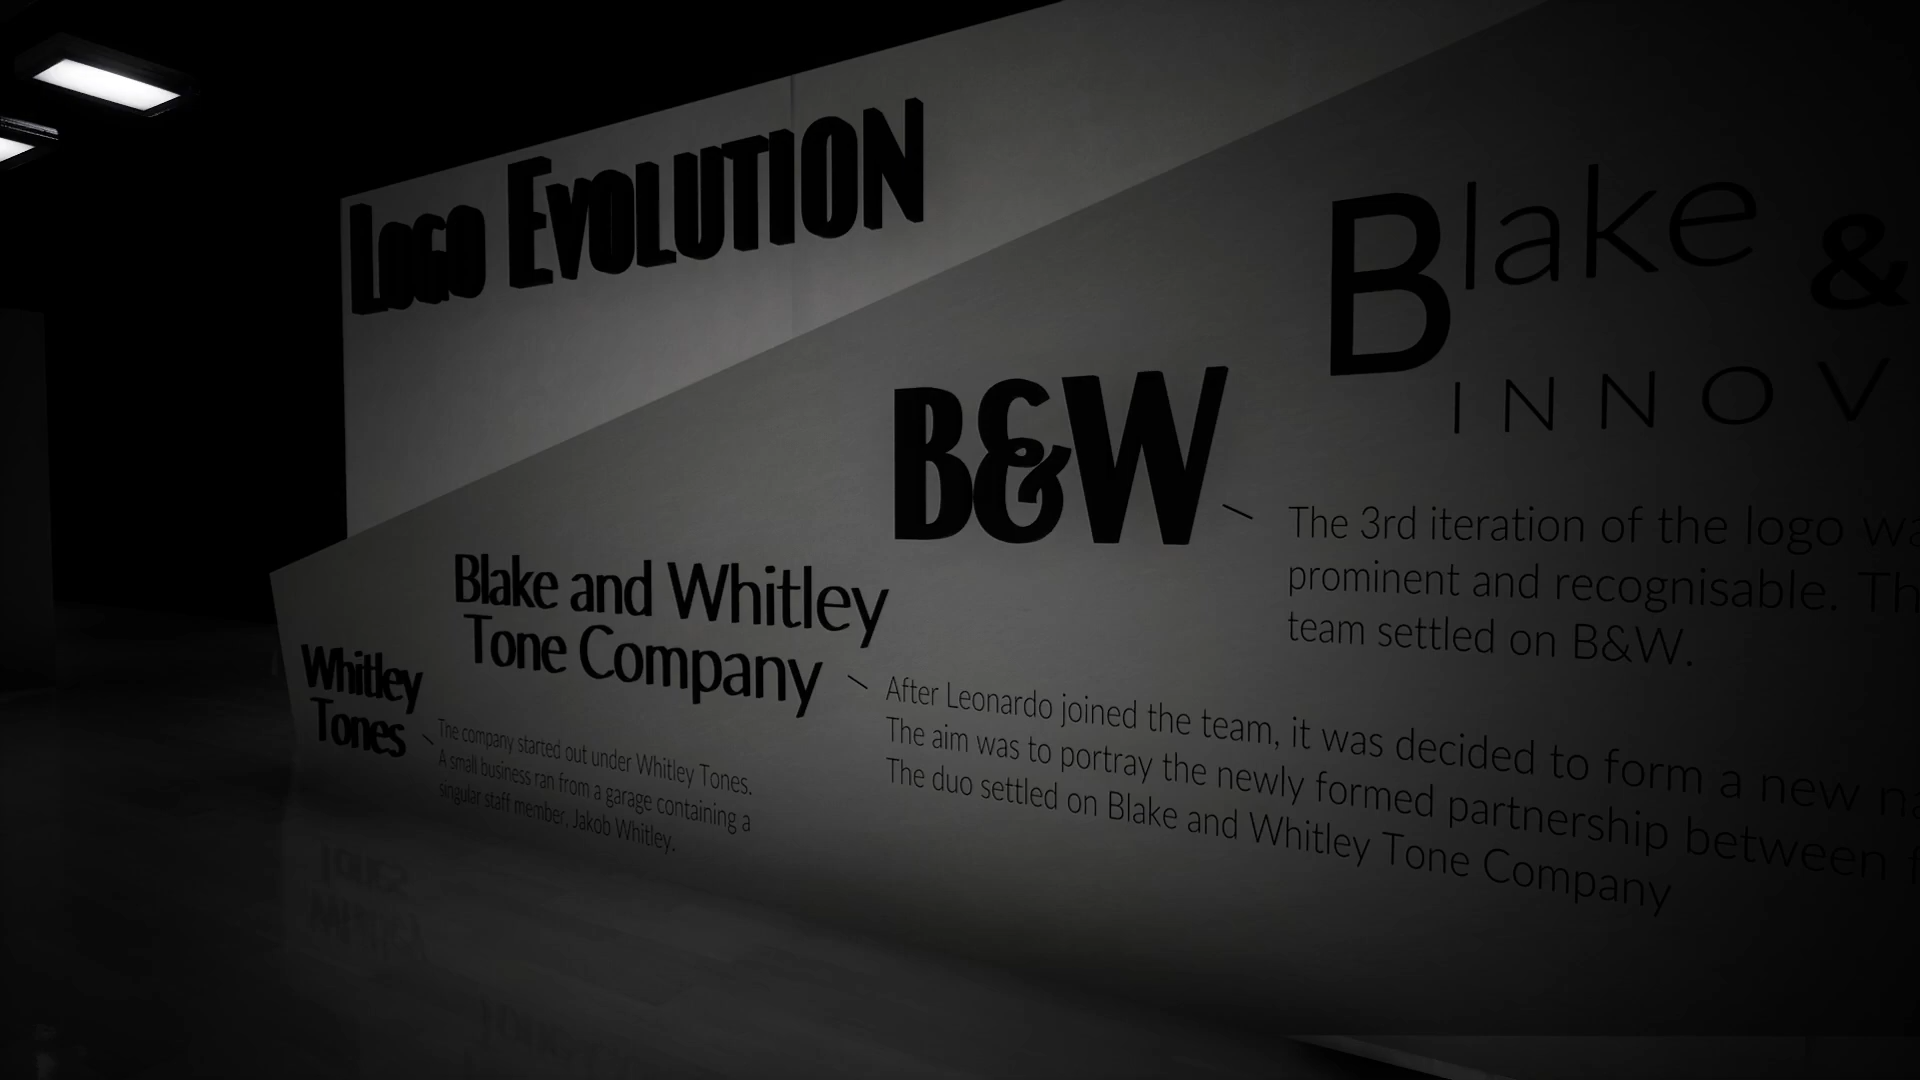 Logo Evolution
Blake &
INNOV
B&W
The 3rd iteration of the logo
prominent and recognisable.
team settled on B&W.
Blake and Whitley
Tone Company
After Leonardo joined the team, it was decided to form a new
The aim was to portray the newly formed partnership between
The duo settled on Blake and Whitley Tone Company
Whitley
Tones
The company started out under Whitley Tones.
A small business ran from a garage containing a
singular staff member, Jakob Whitley.